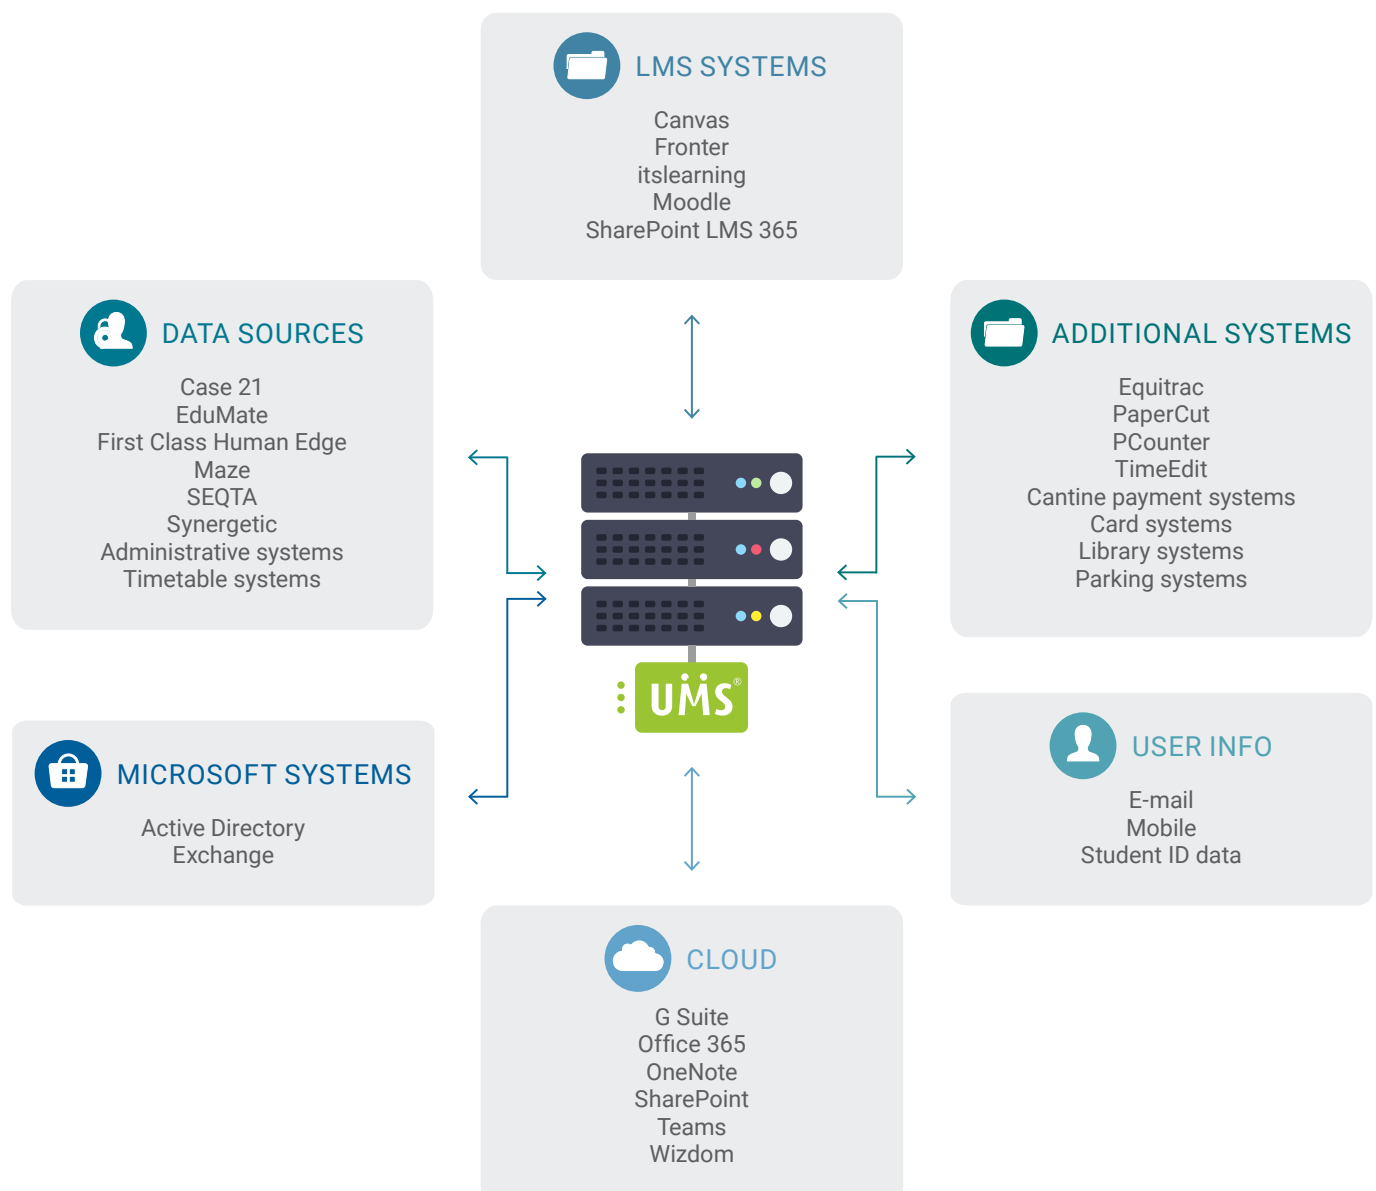 LMS SYSTEMS
Canvas
Fronter
itslearning
Moodle
SharePoint LMS 365
DATA SOURCES
Case 21
EduMate
First Class Human Edge
Maze
SEQTA
Synergetic
Administrative systems
Timetable systems
ADDITIONAL SYSTEMS
Equitrac
PaperCut
PCounter
TimeEdit
Cantine payment systems
Card systems
Library systems
Parking systems
UMS®
MICROSOFT SYSTEMS
Active Directory
Exchange
USER INFO
E-mail
Mobile
Student ID data
CLOUD
G Suite
Office 365
OneNote
SharePoint
Teams
Wizdom